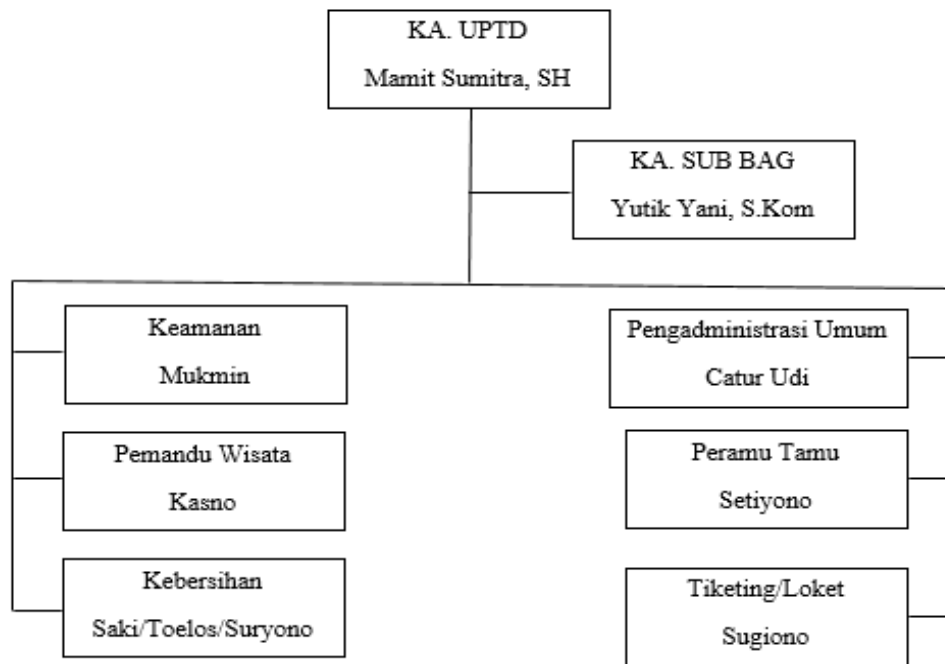 KA. UPTD
Mamit Sumitra, SH
KA. SUB BAG
Yutik Yani, S.Kom
Keamanan
Mukmin
Pengadministrasi Umum
Catur Udi
Pemandu Wisata
Kasno
Peramu Tamu
Setiyono
Kebersihan
Saki/Toelos/Suryono
Tiketing/Loket
Sugiono